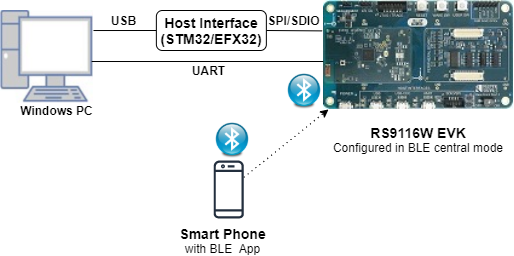 USB
Host Interface
(STM32/EFX32)
SPI/SDIO
UART
Windows PC
RS9116W EVK
Configured in BLE central mode
Smart Phone
with BLE App